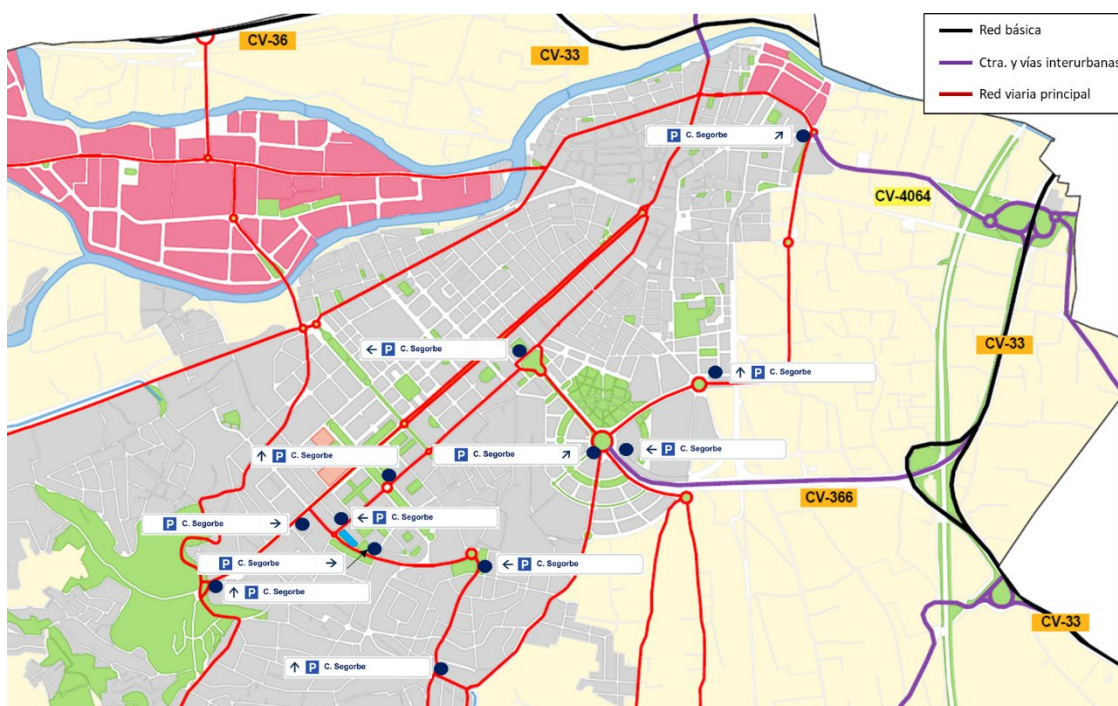 CV-36
CV-33
Red básica
Ctra. y vías interurbanas
Red viaria principal
P C. Segorbe ↗
CV-4064
← P C. Segorbe
CV-33
↑ P C. Segorbe
↑ P C. Segorbe
P C. Segorbe ↗
← P C. Segorbe
CV-366
P C. Segorbe →
← P C. Segorbe
P C. Segorbe →
← P C. Segorbe
↑ P C. Segorbe
CV-33
↑ P C. Segorbe